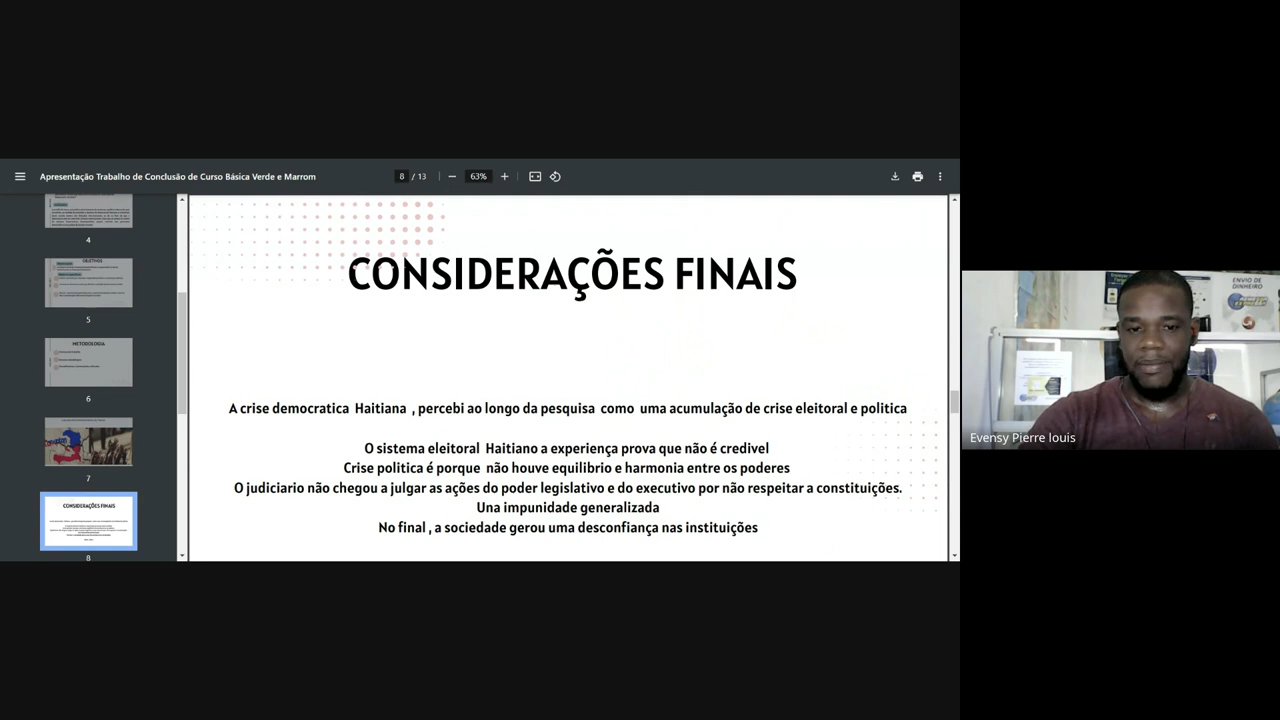 Apresentação Trabalho de Conclusão de Curso Básica Verde e Marrom
8 / 13
63%
4
OBJETIVOS
5
METODOLOGIA
6
7
CONSIDERAÇÕES FINAIS
8
CONSIDERAÇÕES FINAIS
A crise democratica Haitiana , percebi ao longo da pesquisa como uma acumulação de crise eleitoral e politica
O sistema eleitoral Haitiano a experiença prova que não é credivel
Crise politica é porque não houve equilibrio e harmonia entre os poderes
O judiciario não chegou a julgar as ações do poder legislativo e do executivo por não respeitar a constituições.
Una impunidade generalizada
No final , a sociedade gerou uma desconfiança nas instituições
ENVIO DE
DINHEIRO
Evensy Pierre louis